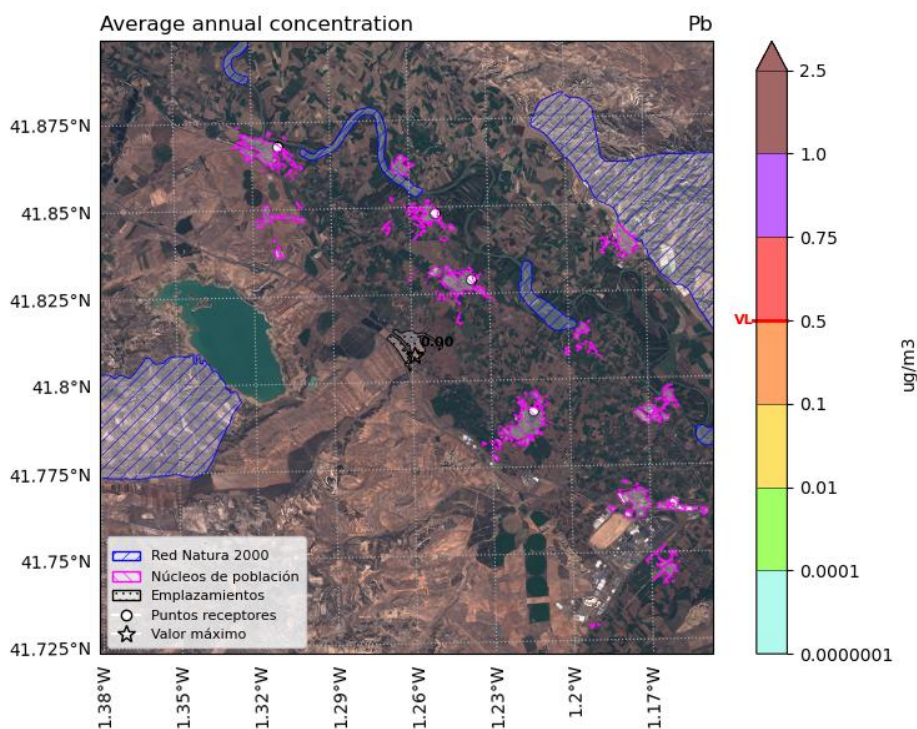 Average annual concentration
Pb
41.875°N
41.85°N
41.825°N
41.8°N
41.775°N
41.75°N
41.725°N
0.00
Red Natura 2000
Núcleos de población
Emplazamientos
Puntos receptores
Valor máximo
1.38°W
1.35°W
1.32°W
1.29°W
1.26°W
1.23°W
1.2°W
1.17°W
2.5
1.0
0.75
VL
0.5
0.1
0.01
0.0001
0.0000001
ug/m3